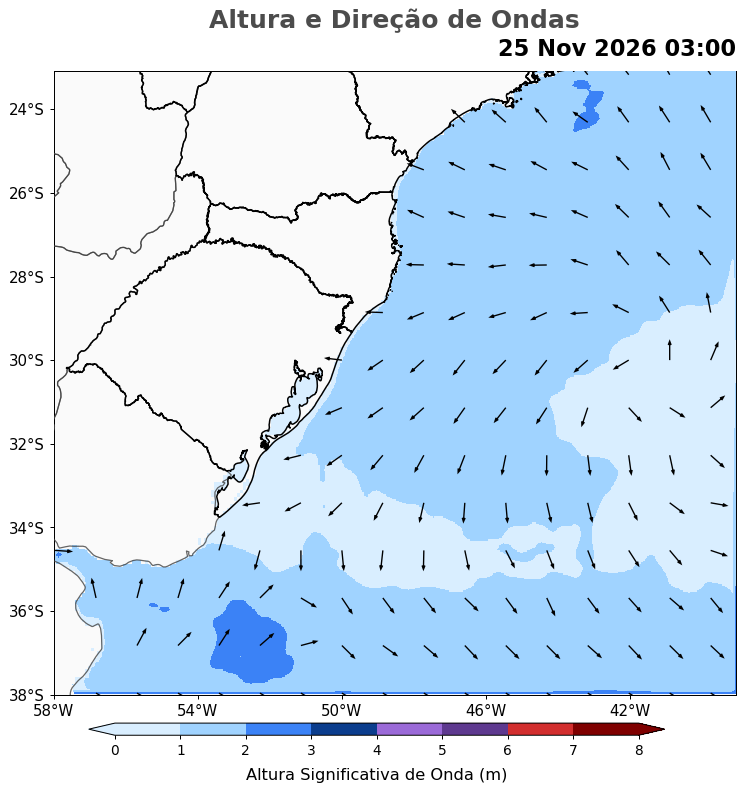 Altura e Direção de Ondas
25 Nov 2026 03:00
24°S
26°S
28°S
30°S
32°S
34°S
36°S
38°S
58°W 54°W 50°W 46°W 42°W
0 1 2 3 4 5 6 7 8
Altura Significativa de Onda (m)